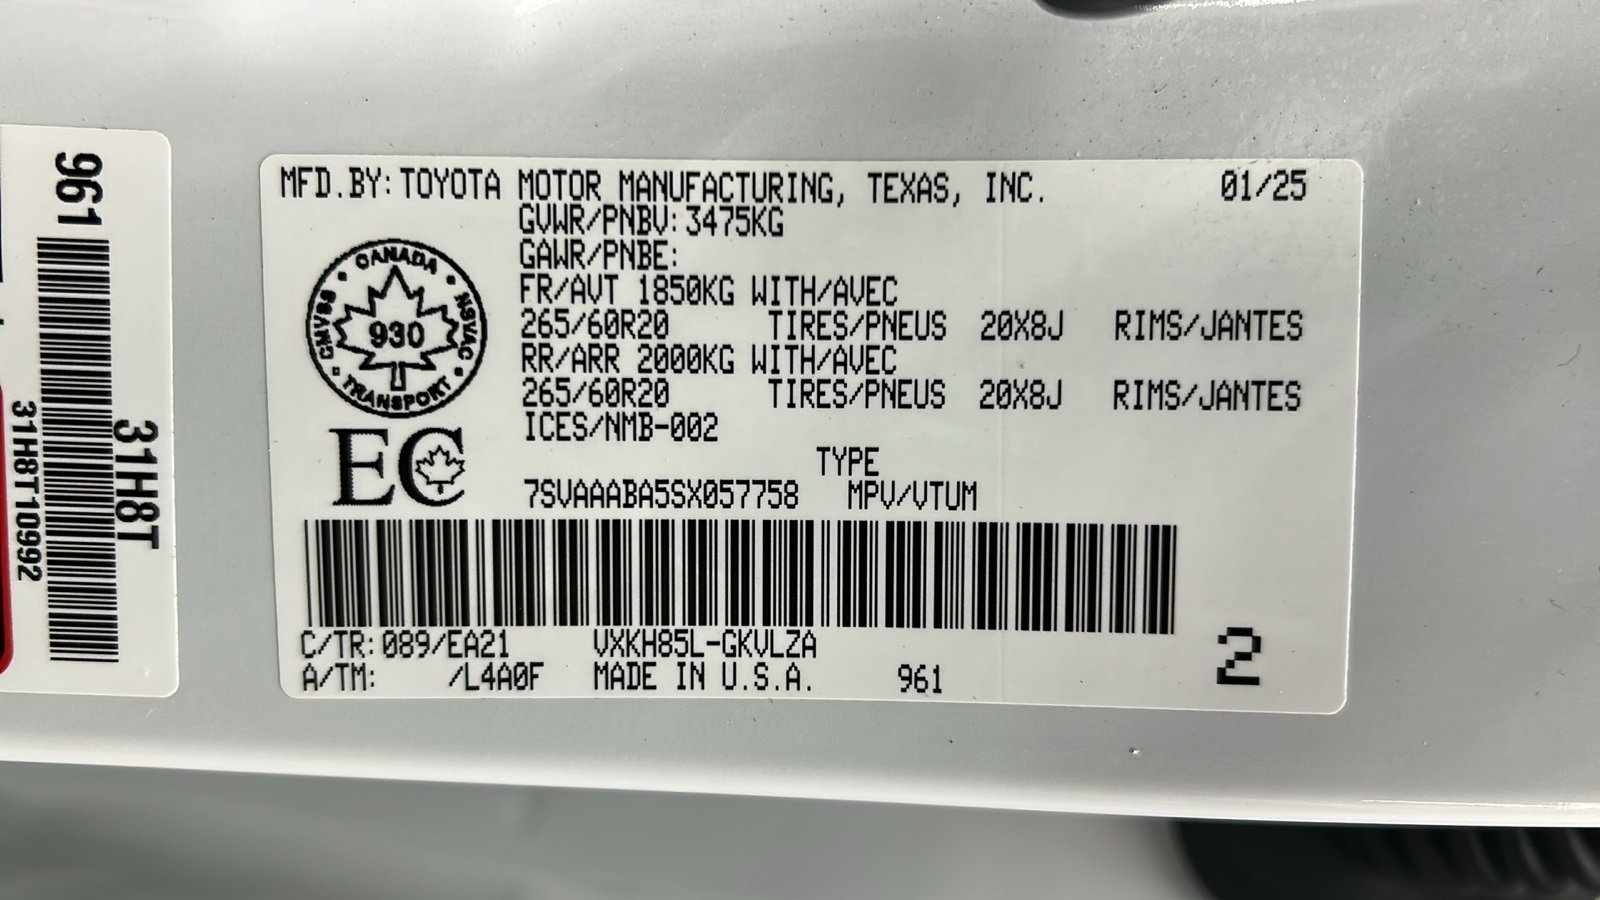 961
31H8T
31H8T10992
MFD.BY: TOYOTA MOTOR MANUFACTURING, TEXAS, INC. 01/25
GVWR/PNBV: 3475KG
GAWR/PNBE:
FR/AVT 1850KG WITH/AVEC
265/60R20 TIRES/PNEUS 20X8J RIMS/JANTES
RR/ARR 2000KG WITH/AVEC
265/60R20 TIRES/PNEUS 20X8J RIMS/JANTES
ICES/NMB-002
CANADA
CMVSS 930 NSVAC
TRANSPORT
EC
TYPE
7SVAAABA5SX057758 MPV/VTUM
C/TR: 089/EA21 VXKH85L-GKVLZA
A/TM: /L4A0F MADE IN U.S.A. 961
2